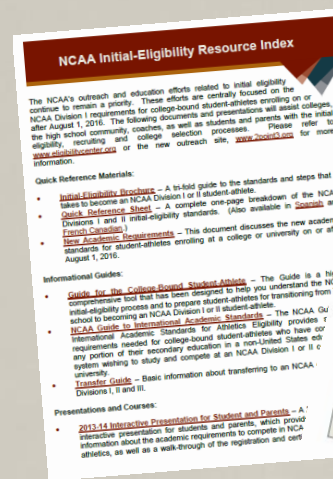 NCAA Initial-Eligibility Resource Index
The NCAA's outreach and education efforts related to initial eligibility
continue to remain a priority. These efforts are centrally focused on the
NCAA Division I requirements for college-bound student-athletes enrolling on or
after August 1, 2016. The following documents and presentations will assist colleges,
the high school community, coaches, as well as students and parents with the initial
eligibility, recruiting and college selection processes. Please refer to
www.eligibilitycenter.org or the new outreach site, www.2point3.org for more
information.
Quick Reference Materials:
• Initial-Eligibility Brochure – A tri-fold guide to the standards and steps that
takes to become an NCAA Division I or II student-athlete.
• Quick Reference Sheet – A complete one-page breakdown of the NCA
Divisions I and II initial-eligibility standards. (Also available in Spanish a
French Canadian.)
• New Academic Requirements – This document discusses the new academ
standards for student-athletes enrolling at a college or university on or af
August 1, 2016.
Informational Guides:
• Guide for the College-Bound Student-Athlete – The Guide is a hi
comprehensive tool that has been designed to help you understand the NC
initial-eligibility process and to prepare student-athletes for transitioning from
school to becoming an NCAA Division I or II student-athlete.
• NCAA Guide to International Academic Standards – The NCAA Gu
International Academic Standards for Athletics Eligibility provides
requirements needed for college-bound student-athletes who have co
any portion of their secondary education in a non-United States ed
system wishing to study and compete at an NCAA Division I or II c
university.
• Transfer Guide – Basic information about transferring to an NCAA
Divisions I, II and III.
Presentations and Courses:
• 2013-14 Interactive Presentation for Student and Parents – A
interactive presentation for students and parents, which provid
information about the academic requirements to compete in NCA
athletics, as well as a walk-through of the registration and certi